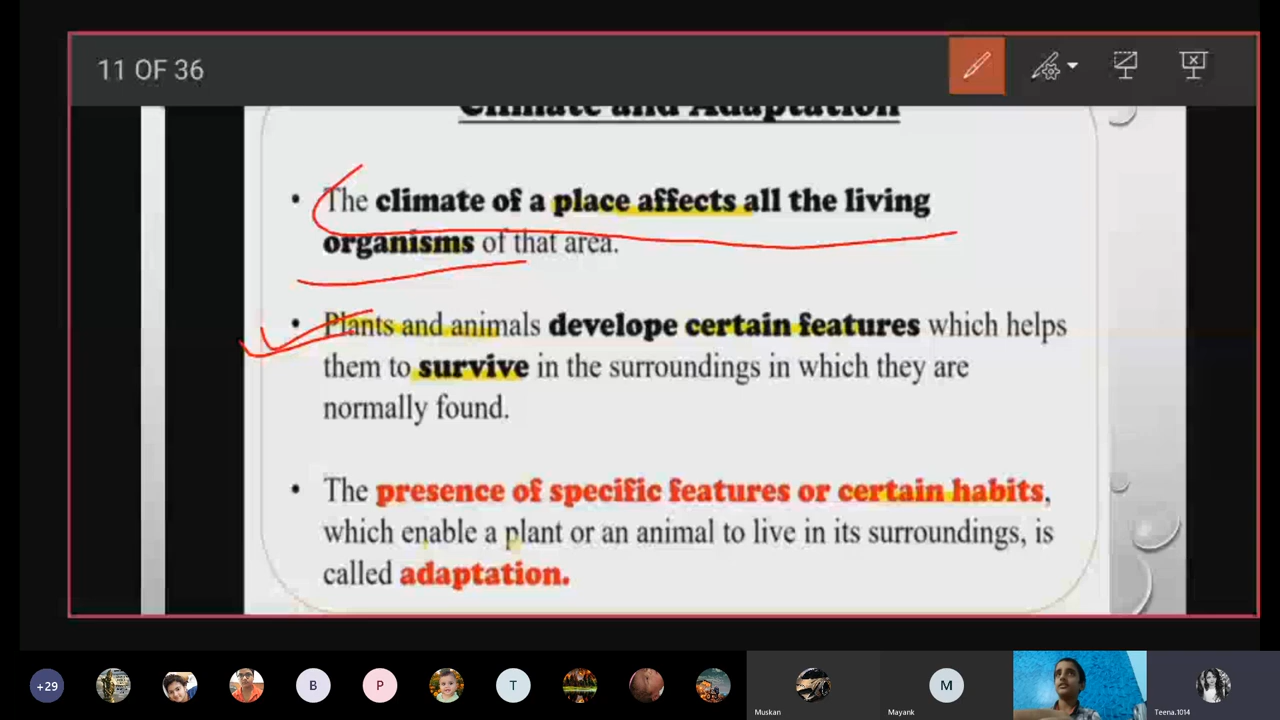 11 OF 36
Climate and Adaptation
• The climate of a place affects all the living
organisms of that area.
• Plants and animals develope certain features which helps
them to survive in the surroundings in which they are
normally found.
• The presence of specific features or certain habits,
which enable a plant or an animal to live in its surroundings, is
called adaptation.
+29
B
P
T
M
Muskan
Mayank
Teena.1014